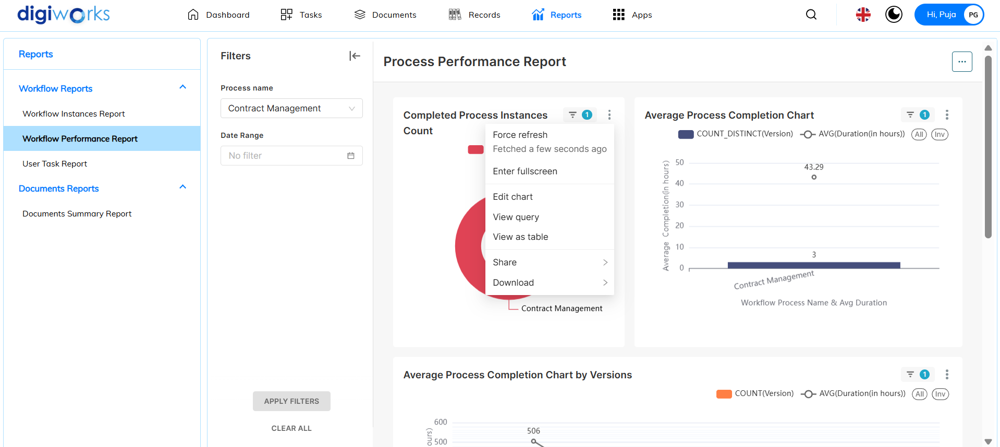 digiworks
Dashboard
Tasks
Documents
Records
Reports
Apps
Hi, Puja
PG
Reports
Workflow Reports
Workflow Instances Report
Workflow Performance Report
User Task Report
Documents Reports
Documents Summary Report
Filters
Process name
Contract Management
Date Range
No filter
APPLY FILTERS
CLEAR ALL
Process Performance Report
...
Completed Process Instances
Count
1
Force refresh
Fetched a few seconds ago
Enter fullscreen
Edit chart
View query
View as table
Share
Download
Contract Management
Average Process Completion Chart
1
COUNT_DISTINCT(Version)
AVG(Duration(in hours))
All
Inv
Average Completion(in hours)
50
40
30
20
10
0
43.29
3
Contract Management
Workflow Process Name & Avg Duration
Average Process Completion Chart by Versions
1
COUNT(Version)
AVG(Duration(in hours))
All
Inv
ours)
600
500
506